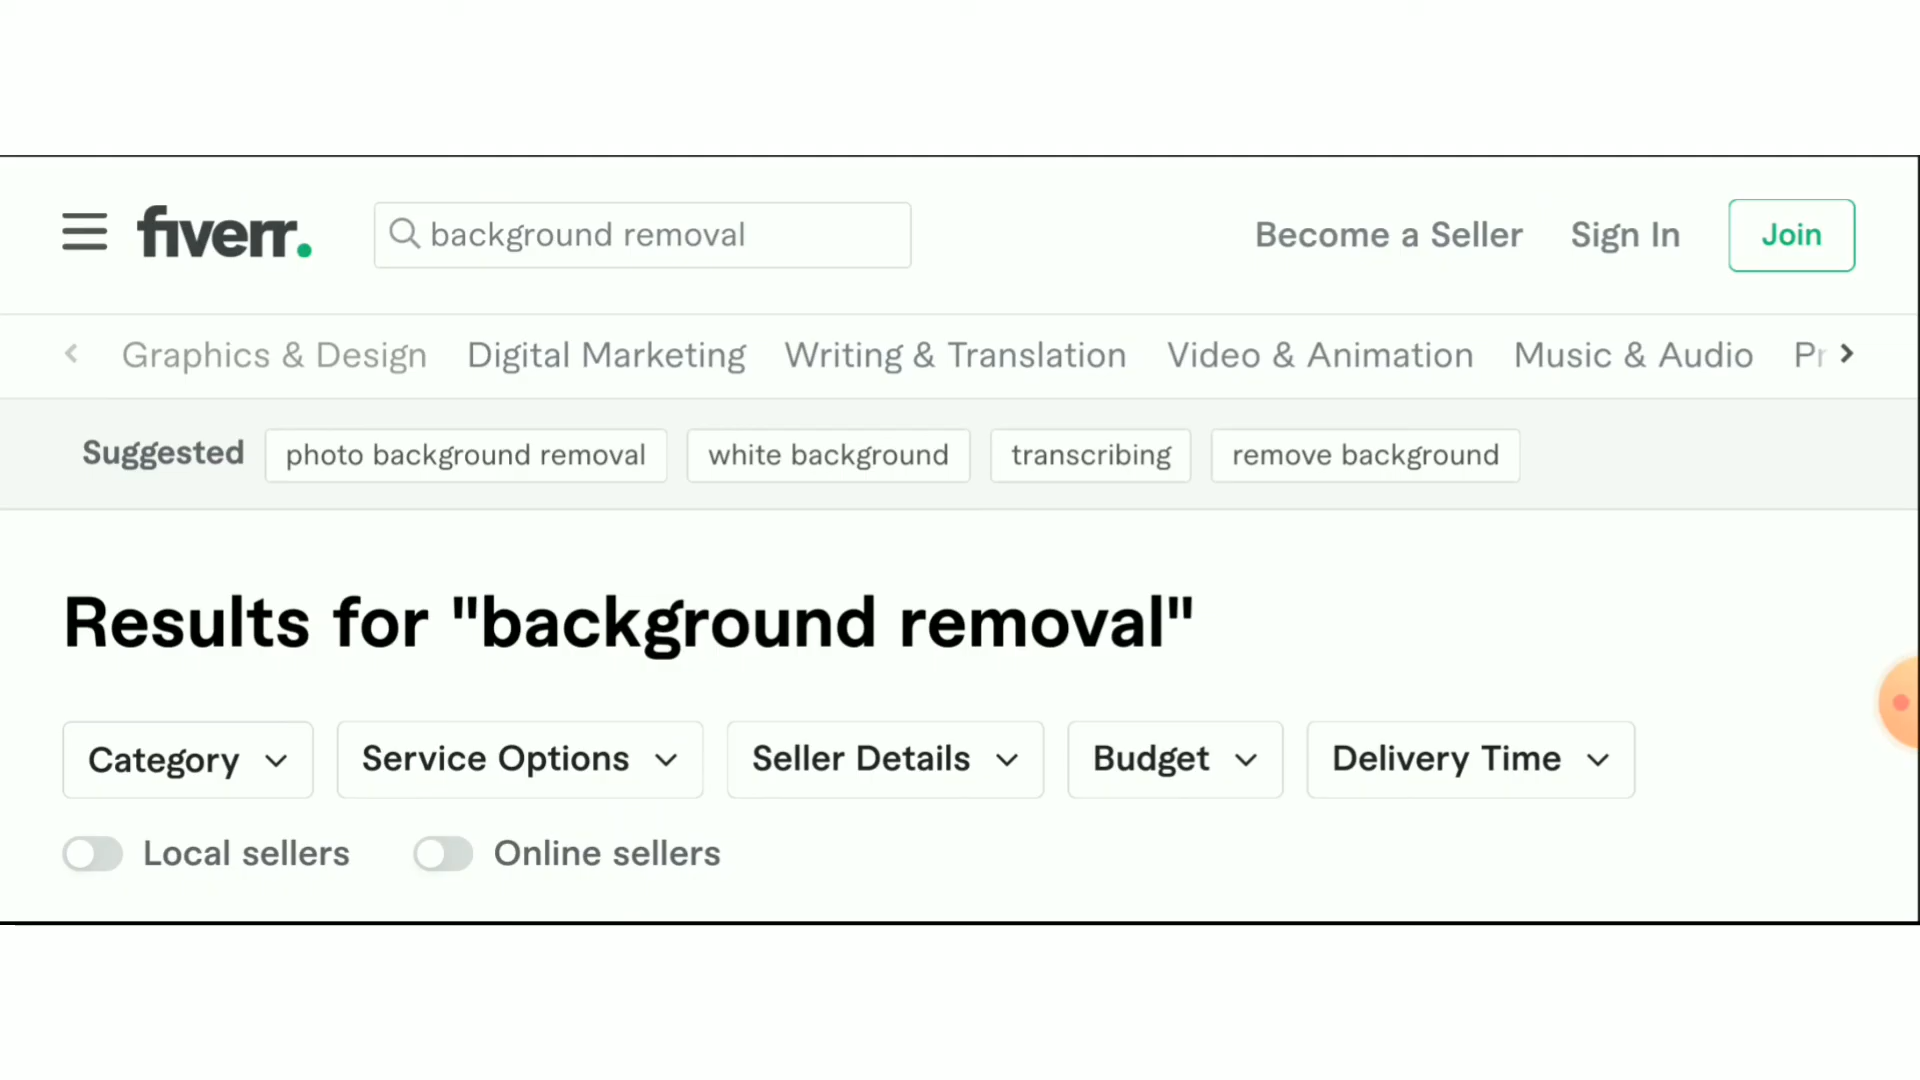 fiverr.
background removal
Become a Seller
Sign In
Join
Graphics & Design
Digital Marketing
Writing & Translation
Video & Animation
Music & Audio
Pr
Suggested
photo background removal
white background
transcribing
remove background
Results for "background removal"
Category
Service Options
Seller Details
Budget
Delivery Time
Local sellers
Online sellers